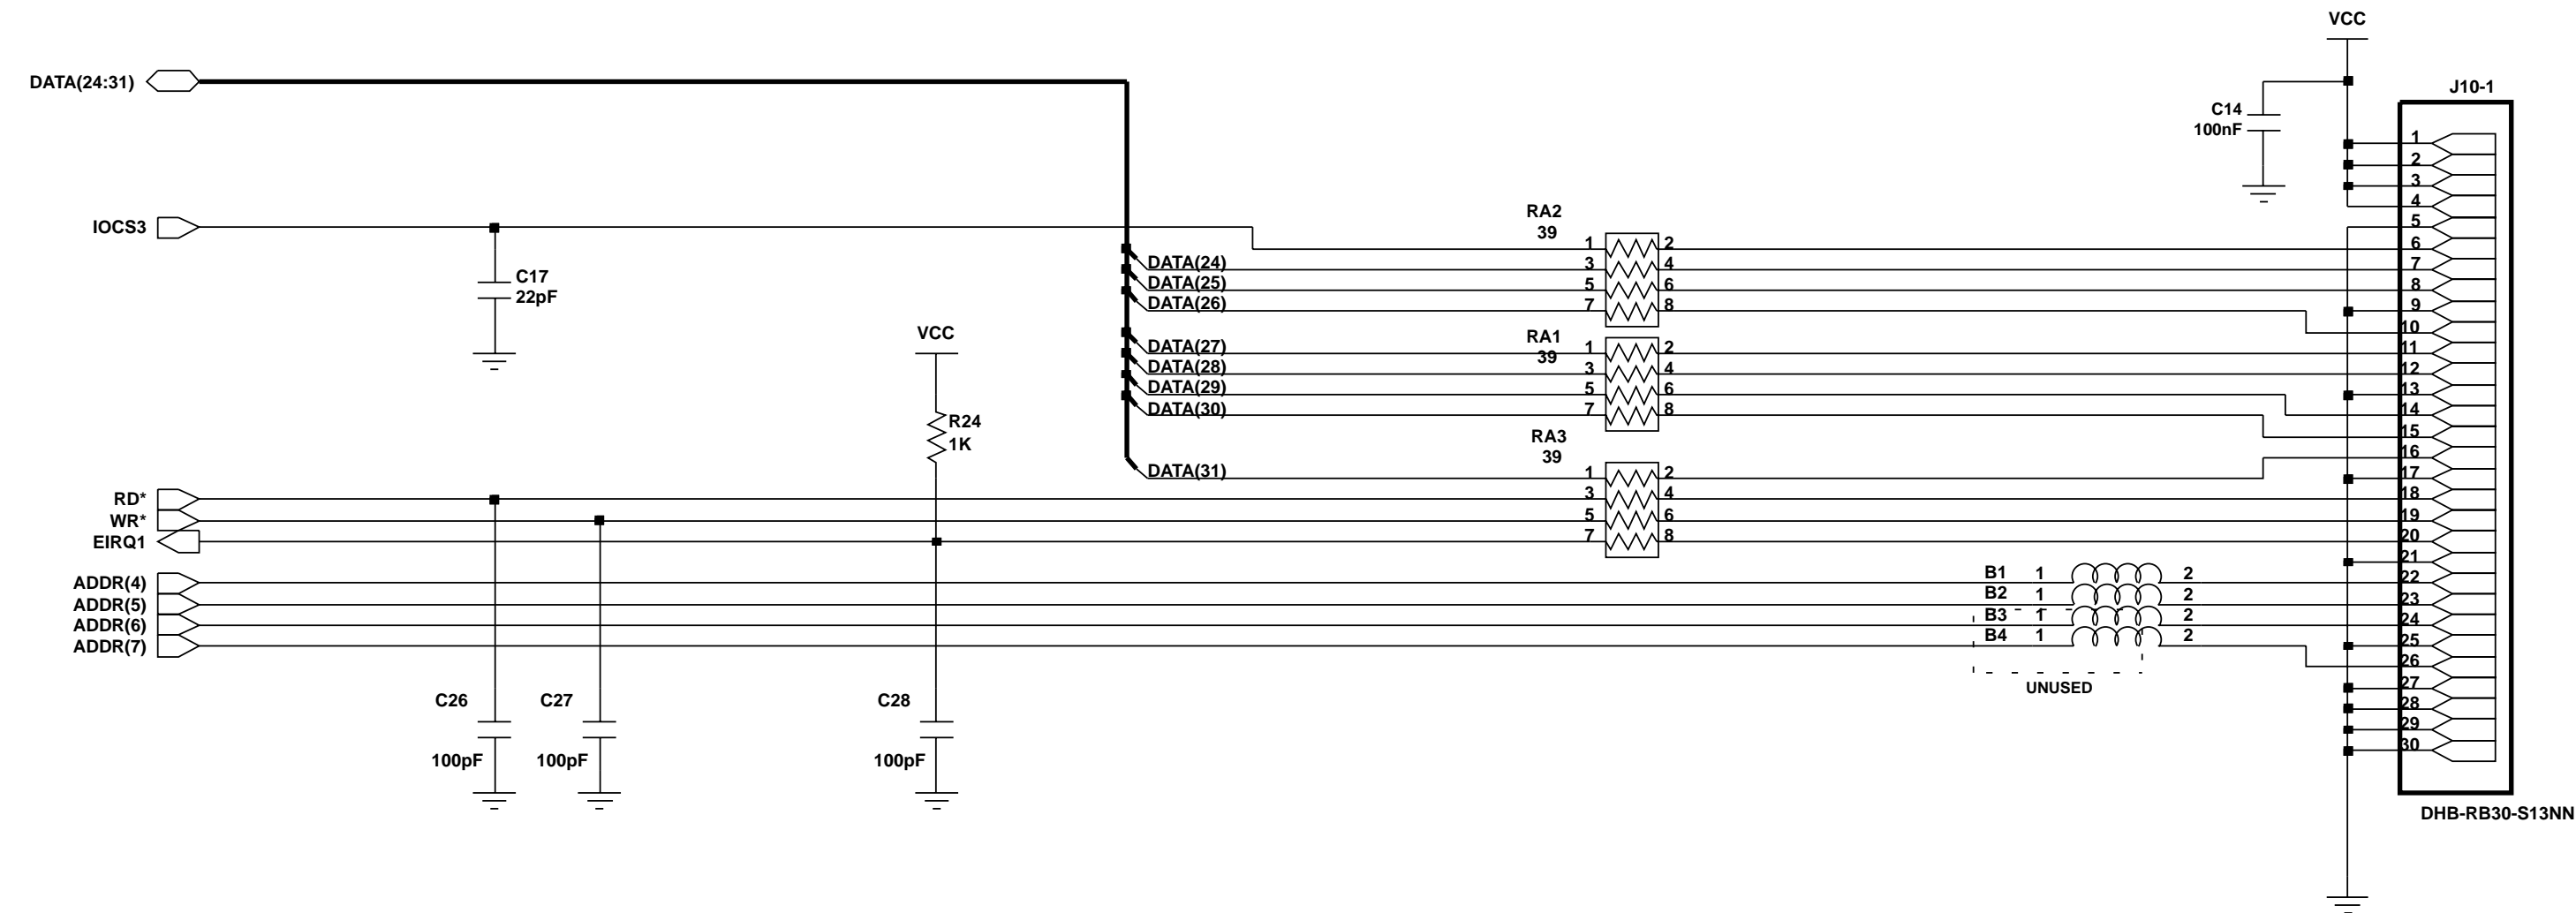 VCC
DATA(24:31)
J10-1
C14
100nF
1
2
3
4
5
6
7
8
9
10
11
12
13
14
15
16
17
18
19
20
21
22
23
24
25
26
27
28
29
30
DHB-RB30-S13NN
IOCS3
C17
22pF
RA2
39
1 2
DATA(24) 3 4
DATA(25) 5 6
DATA(26) 7 8
RA1
39
DATA(27) 1 2
DATA(28) 3 4
DATA(29) 5 6
DATA(30) 7 8
VCC
R24
1K
RA3
39
DATA(31) 1 2
RD* 3 4
WR* 5 6
EIRQ1 7 8
ADDR(4) B1 1 2
ADDR(5) B2 1 2
ADDR(6) B3 1 2
ADDR(7) B4 1 2
UNUSED
C26
100pF
C27
100pF
C28
100pF